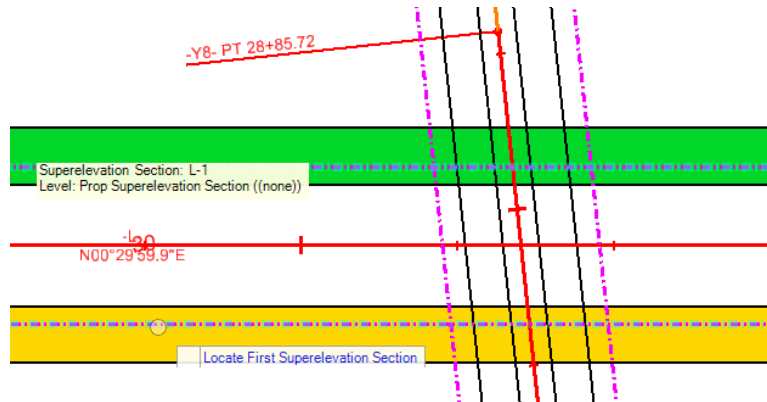 -Y8- PT 28+85.72
Superelevation Section: L-1
Level: Prop Superelevation Section ((none))
-L-
30
N00°29'59.9"E
Locate First Superelevation Section